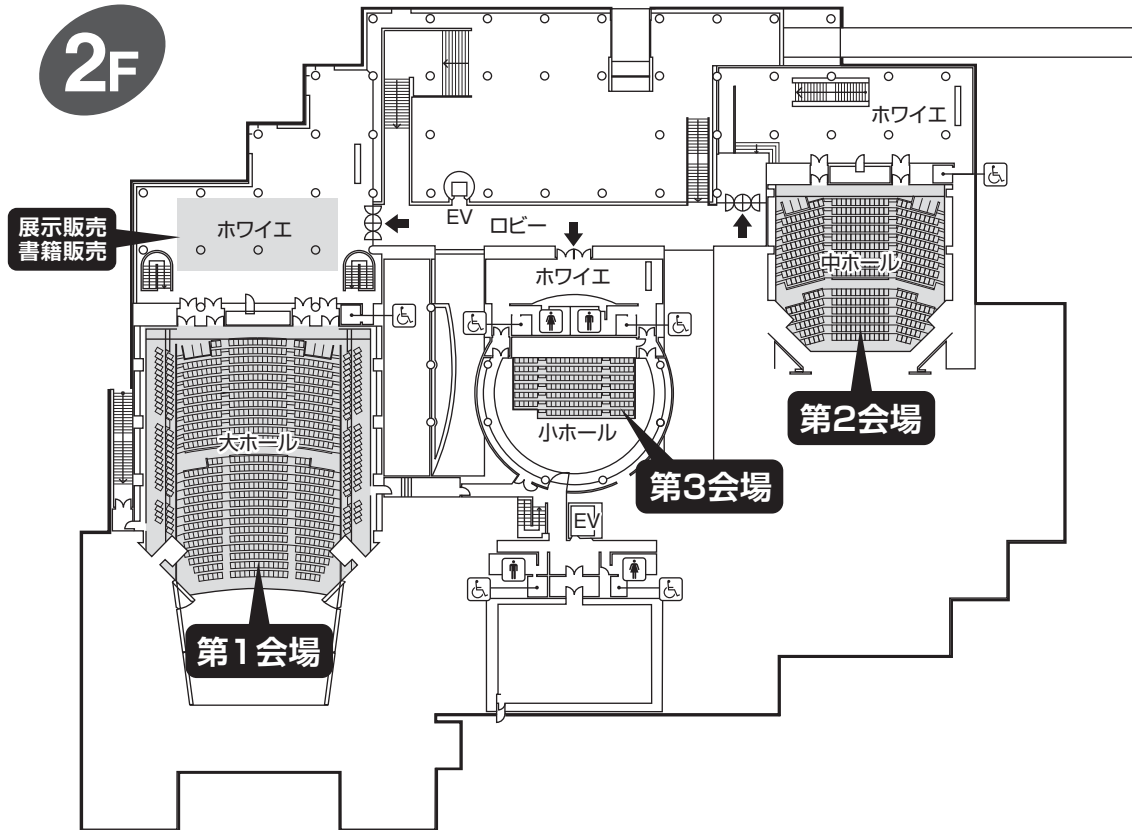 2F
ホワイエ
展示販売
書籍販売
ホワイエ
EV
ロビー
ホワイエ
中ホール
大ホール
小ホール
第2会場
第3会場
EV
第1会場